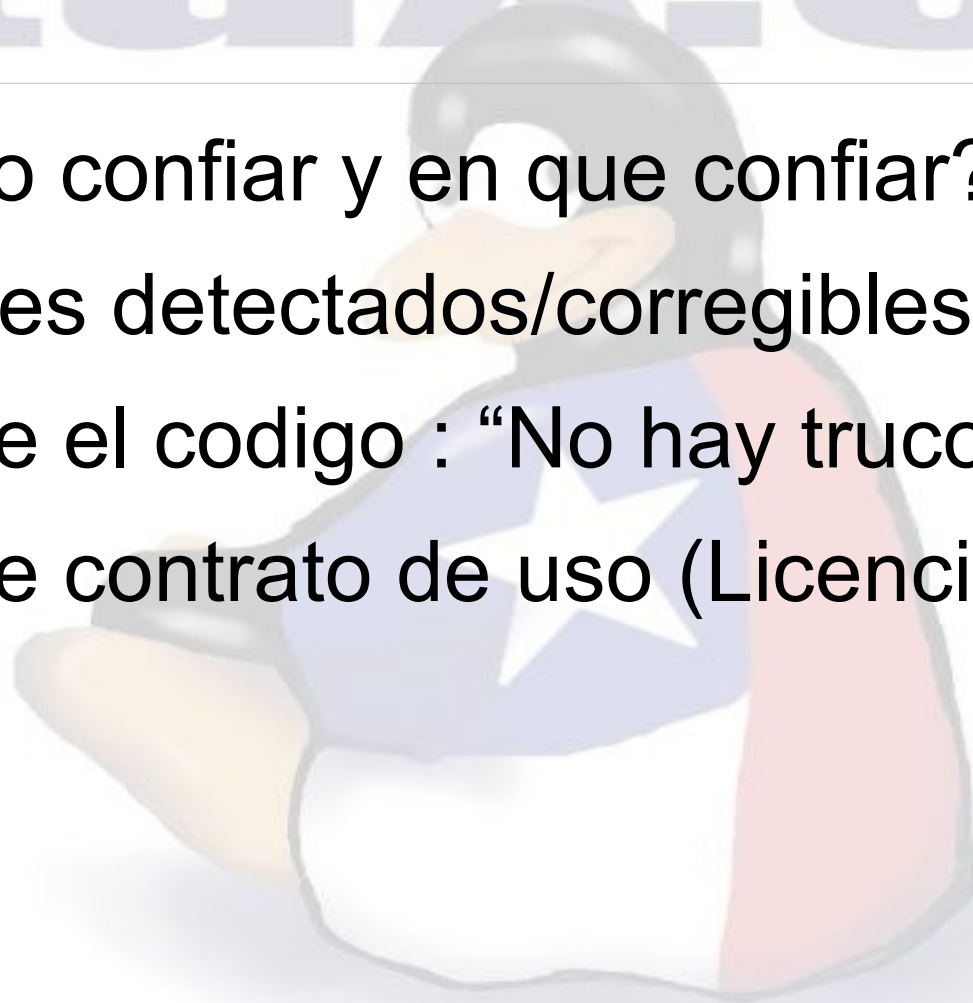 o confiar y en que confiar?
es detectados/corregibles
e el codigo : “No hay truco
e contrato de uso (Licenci